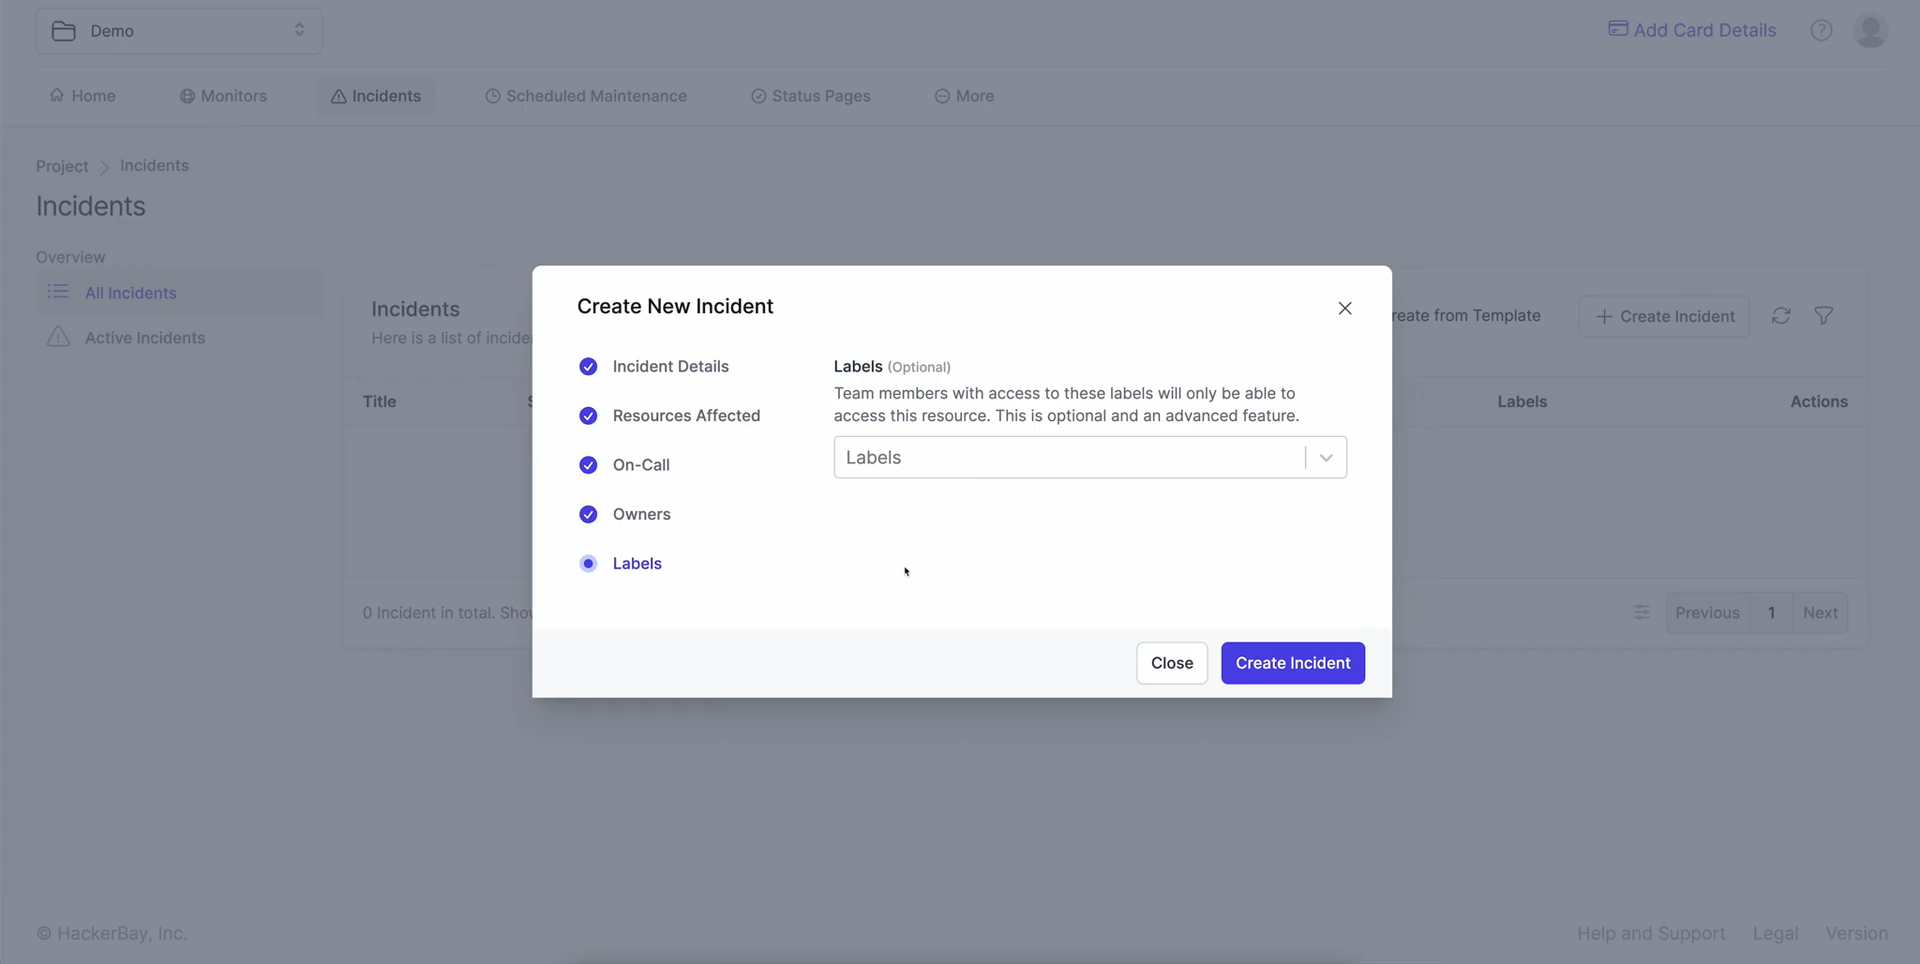 Demo
Add Card Details
Home
Monitors
Incidents
Scheduled Maintenance
Status Pages
More
Project
Incidents
Incidents
Overview
All Incidents
Active Incidents
Incidents
Here is a list of incide
reate from Template
Create Incident
Title
Labels
Actions
0 Incident in total. Show
Previous 1 Next
Create New Incident
Incident Details
Resources Affected
On-Call
Owners
Labels
Labels (Optional)
Team members with access to these labels will only be able to
access this resource. This is optional and an advanced feature.
Labels
Close
Create Incident
© HackerBay, Inc.
Help and Support
Legal
Version